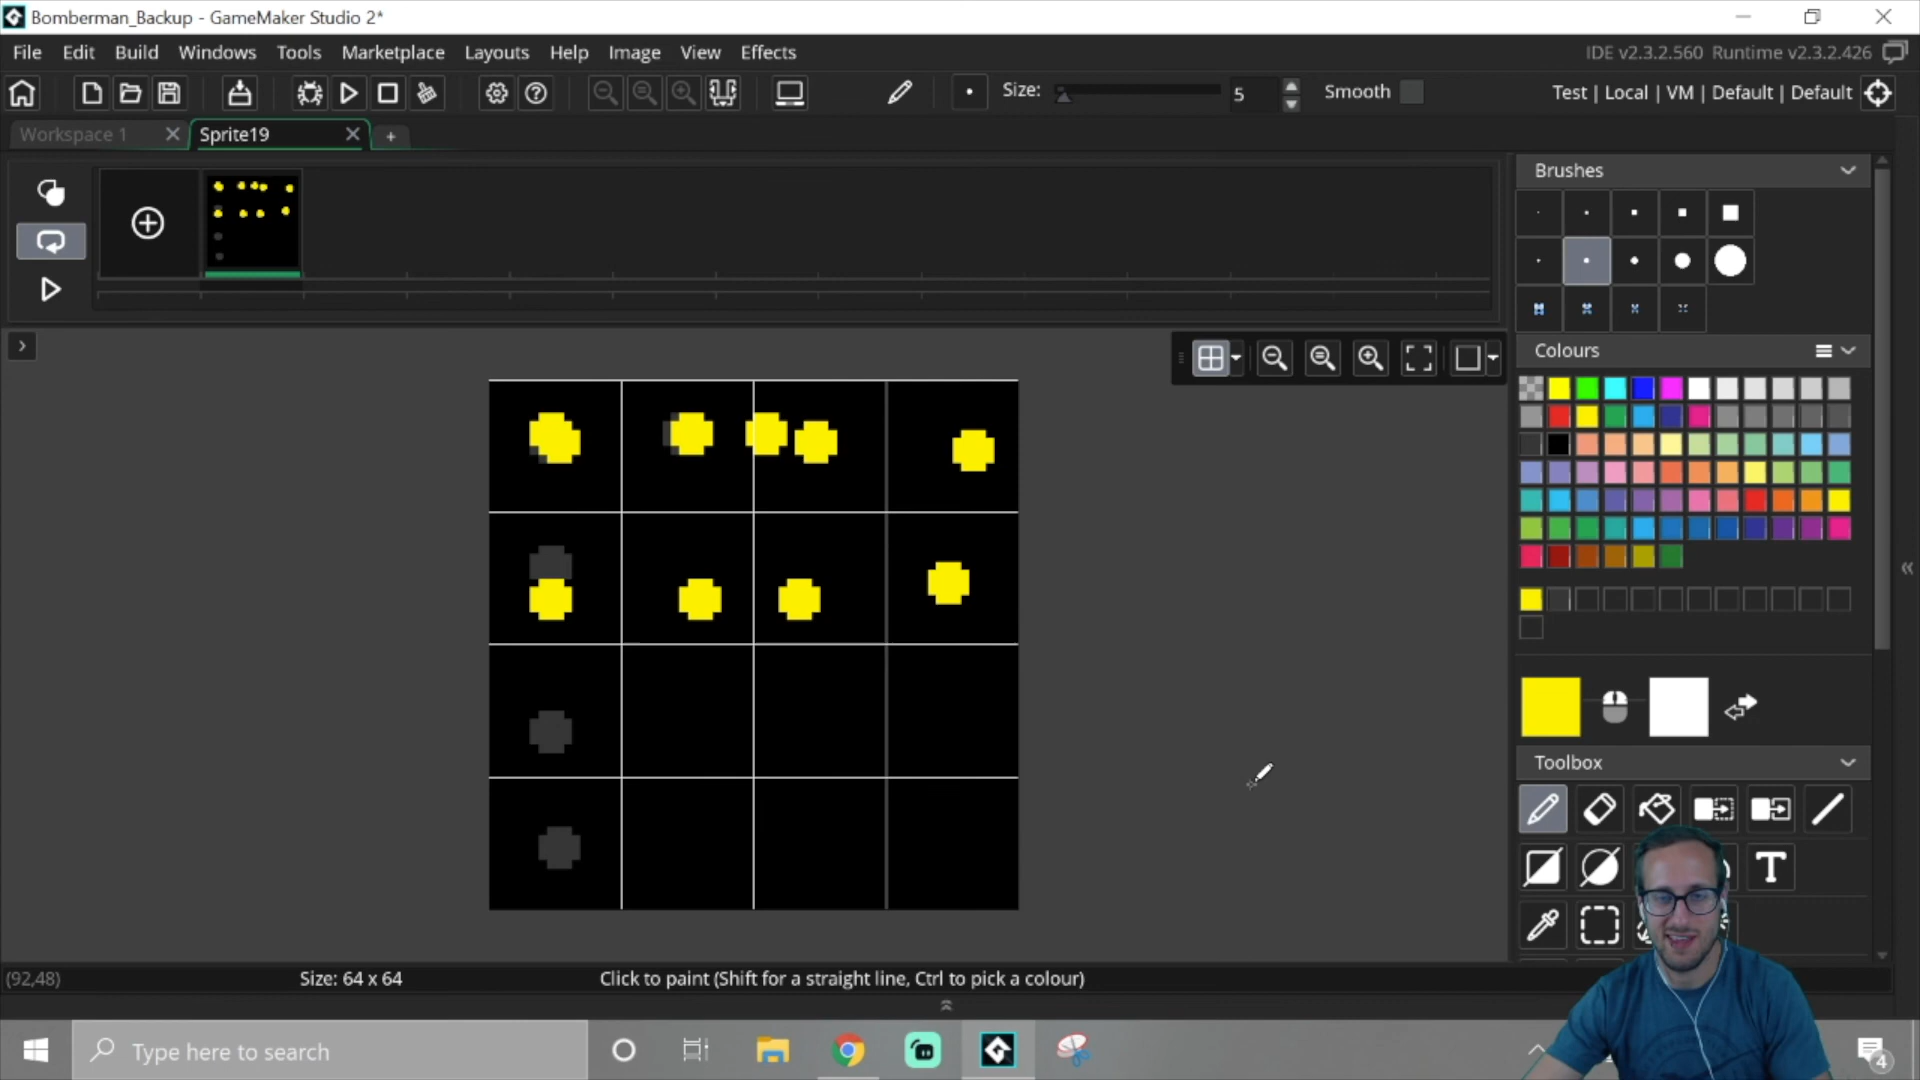 Bomberman_Backup - GameMaker Studio 2*
File Edit Build Windows Tools Marketplace Layouts Help Image View Effects
IDE v2.3.2.560 Runtime v2.3.2.426
Size: 5 Smooth
Test | Local | VM | Default | Default
Workspace 1 Sprite19
Brushes
Colours
Toolbox
T
(92,48) Size: 64 x 64 Click to paint (Shift for a straight line, Ctrl to pick a colour)
Type here to search
4